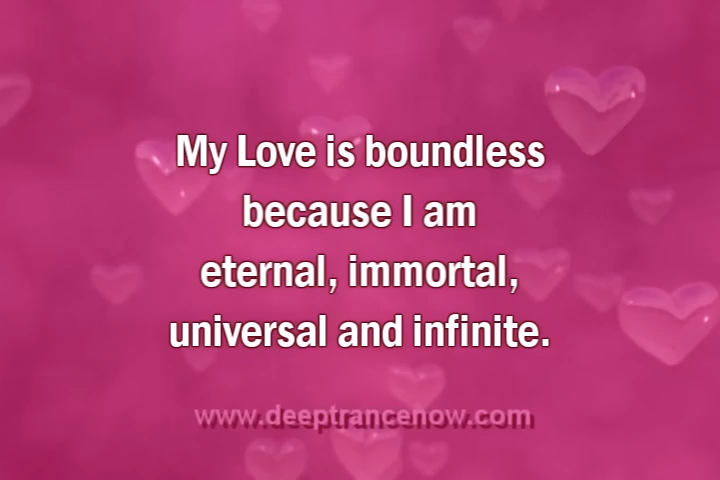 My Love is boundless
because I am
eternal, immortal,
universal and infinite.
www.deeptrancenow.com